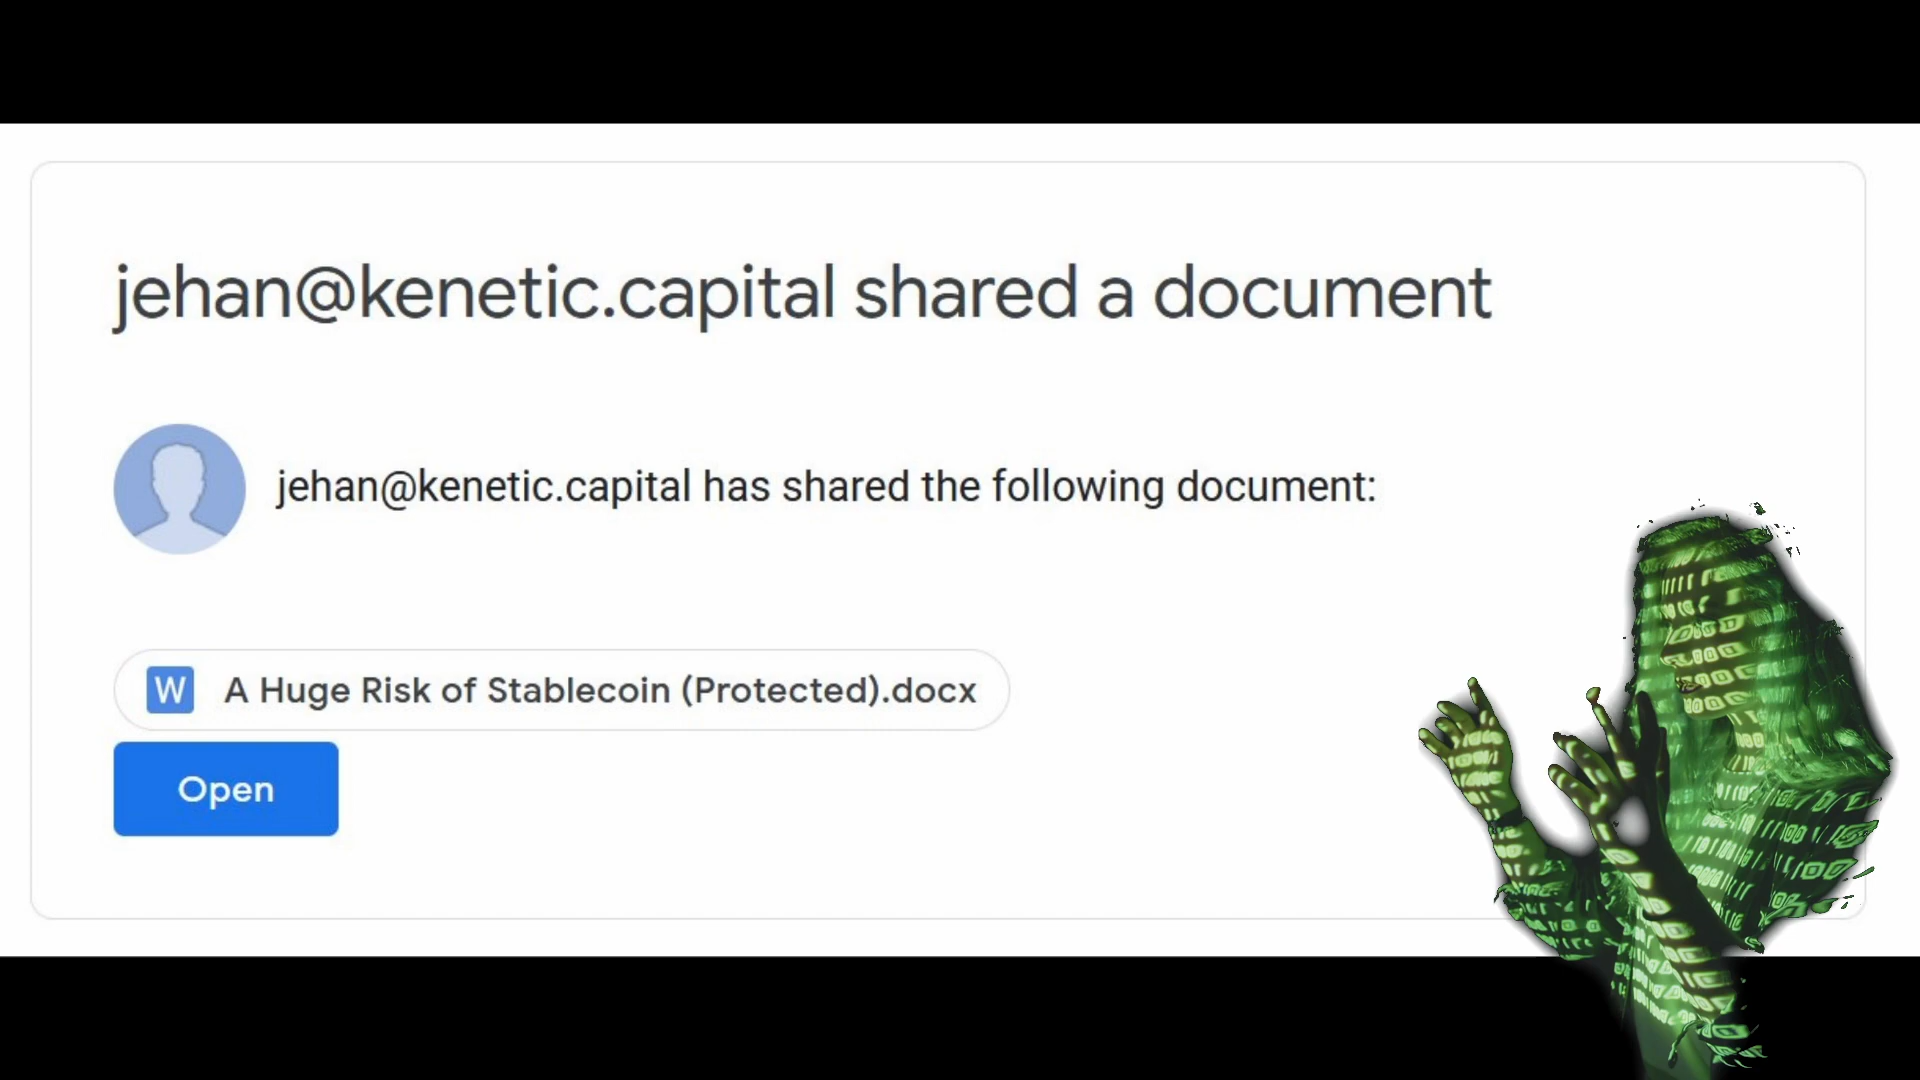 jehan@kenetic.capital shared a document
jehan@kenetic.capital has shared the following document:
W A Huge Risk of Stablecoin (Protected).docx
Open